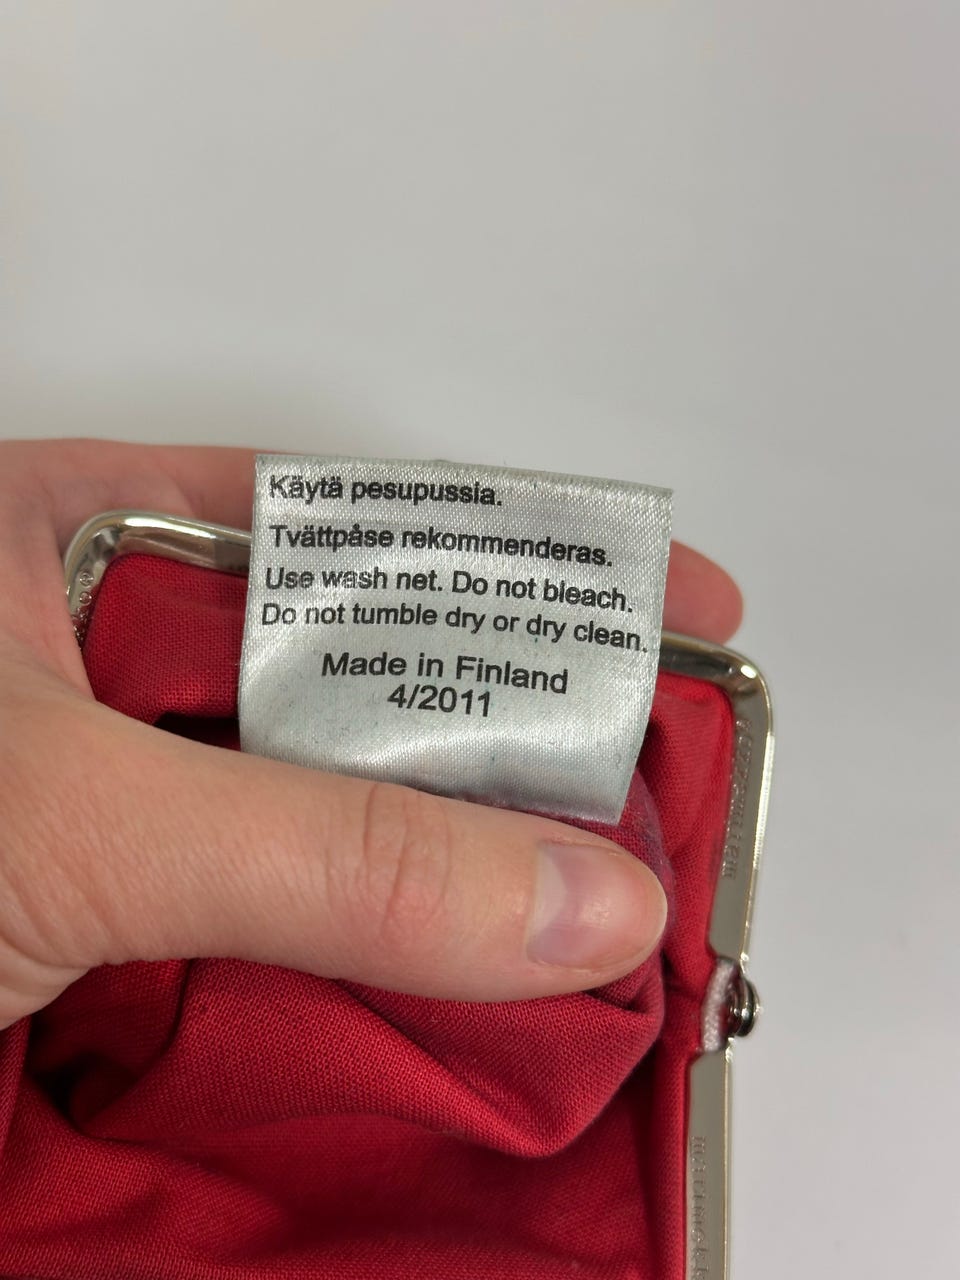 Käytä pesupussia.
Tvättpåse rekommenderas.
Use wash net. Do not bleach.
Do not tumble dry or dry clean.
Made in Finland
4/2011